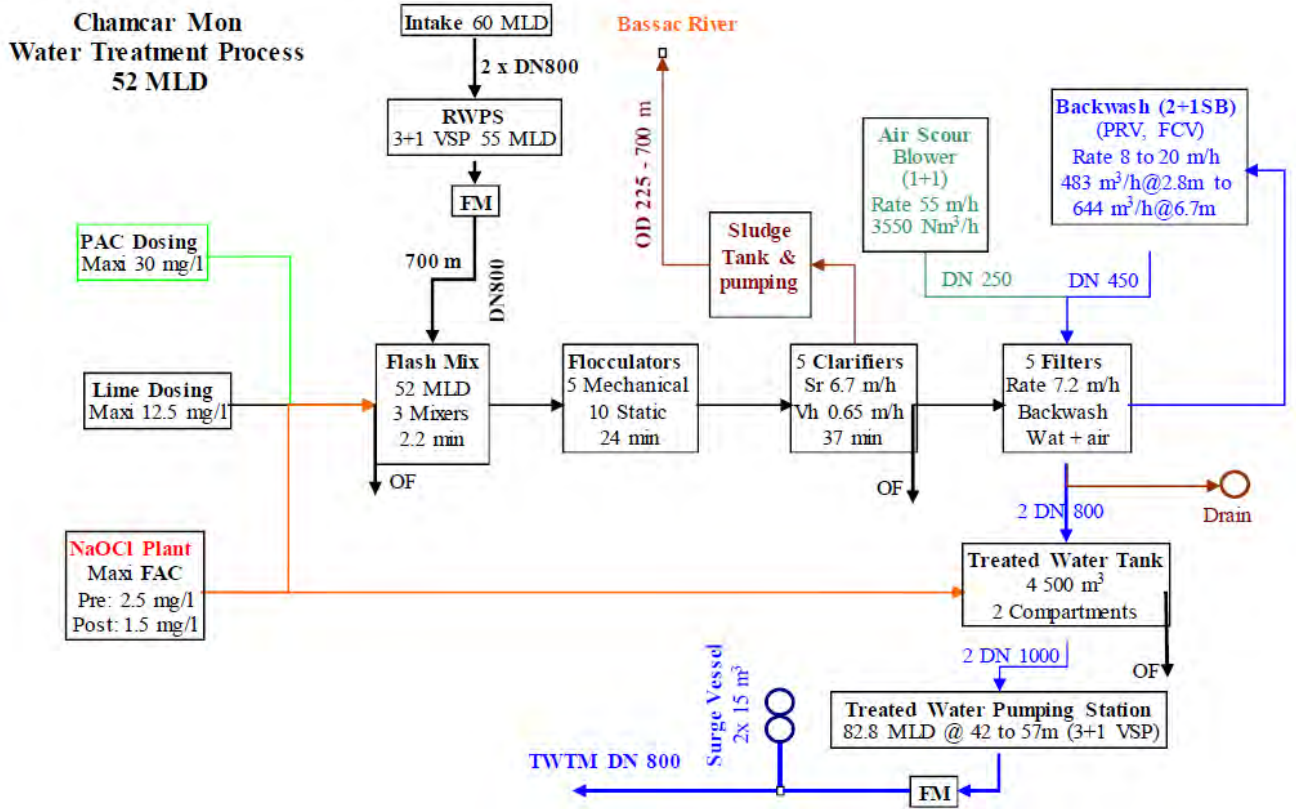 Chamcar Mon
Water Treatment Process
52 MLD
Intake 60 MLD
2 x DN800
RWPS
3+1 VSP 55 MLD
FM
700 m
DN800
Bassac River
OD 225 - 700 m
Sludge
Tank &
pumping
Air Scour
Blower
(1+1)
Rate 55 m/h
3550 Nm³/h
DN 250
Backwash (2+1SB)
(PRV, FCV)
Rate 8 to 20 m/h
483 m³/h@2.8m to
644 m³/h@6.7m
DN 450
PAC Dosing
Maxi 30 mg/l
Lime Dosing
Maxi 12.5 mg/l
Flash Mix
52 MLD
3 Mixers
2.2 min
OF
Flocculators
5 Mechanical
10 Static
24 min
5 Clarifiers
Sr 6.7 m/h
Vh 0.65 m/h
37 min
OF
5 Filters
Rate 7.2 m/h
Backwash
Wat + air
2 DN 800
Drain
NaOCl Plant
Maxi FAC
Pre: 2.5 mg/l
Post: 1.5 mg/l
Treated Water Tank
4 500 m³
2 Compartments
OF
2 DN 1000
Treated Water Pumping Station
82.8 MLD @ 42 to 57m (3+1 VSP)
Surge Vessel
2x 15 m³
TWTM DN 800
FM